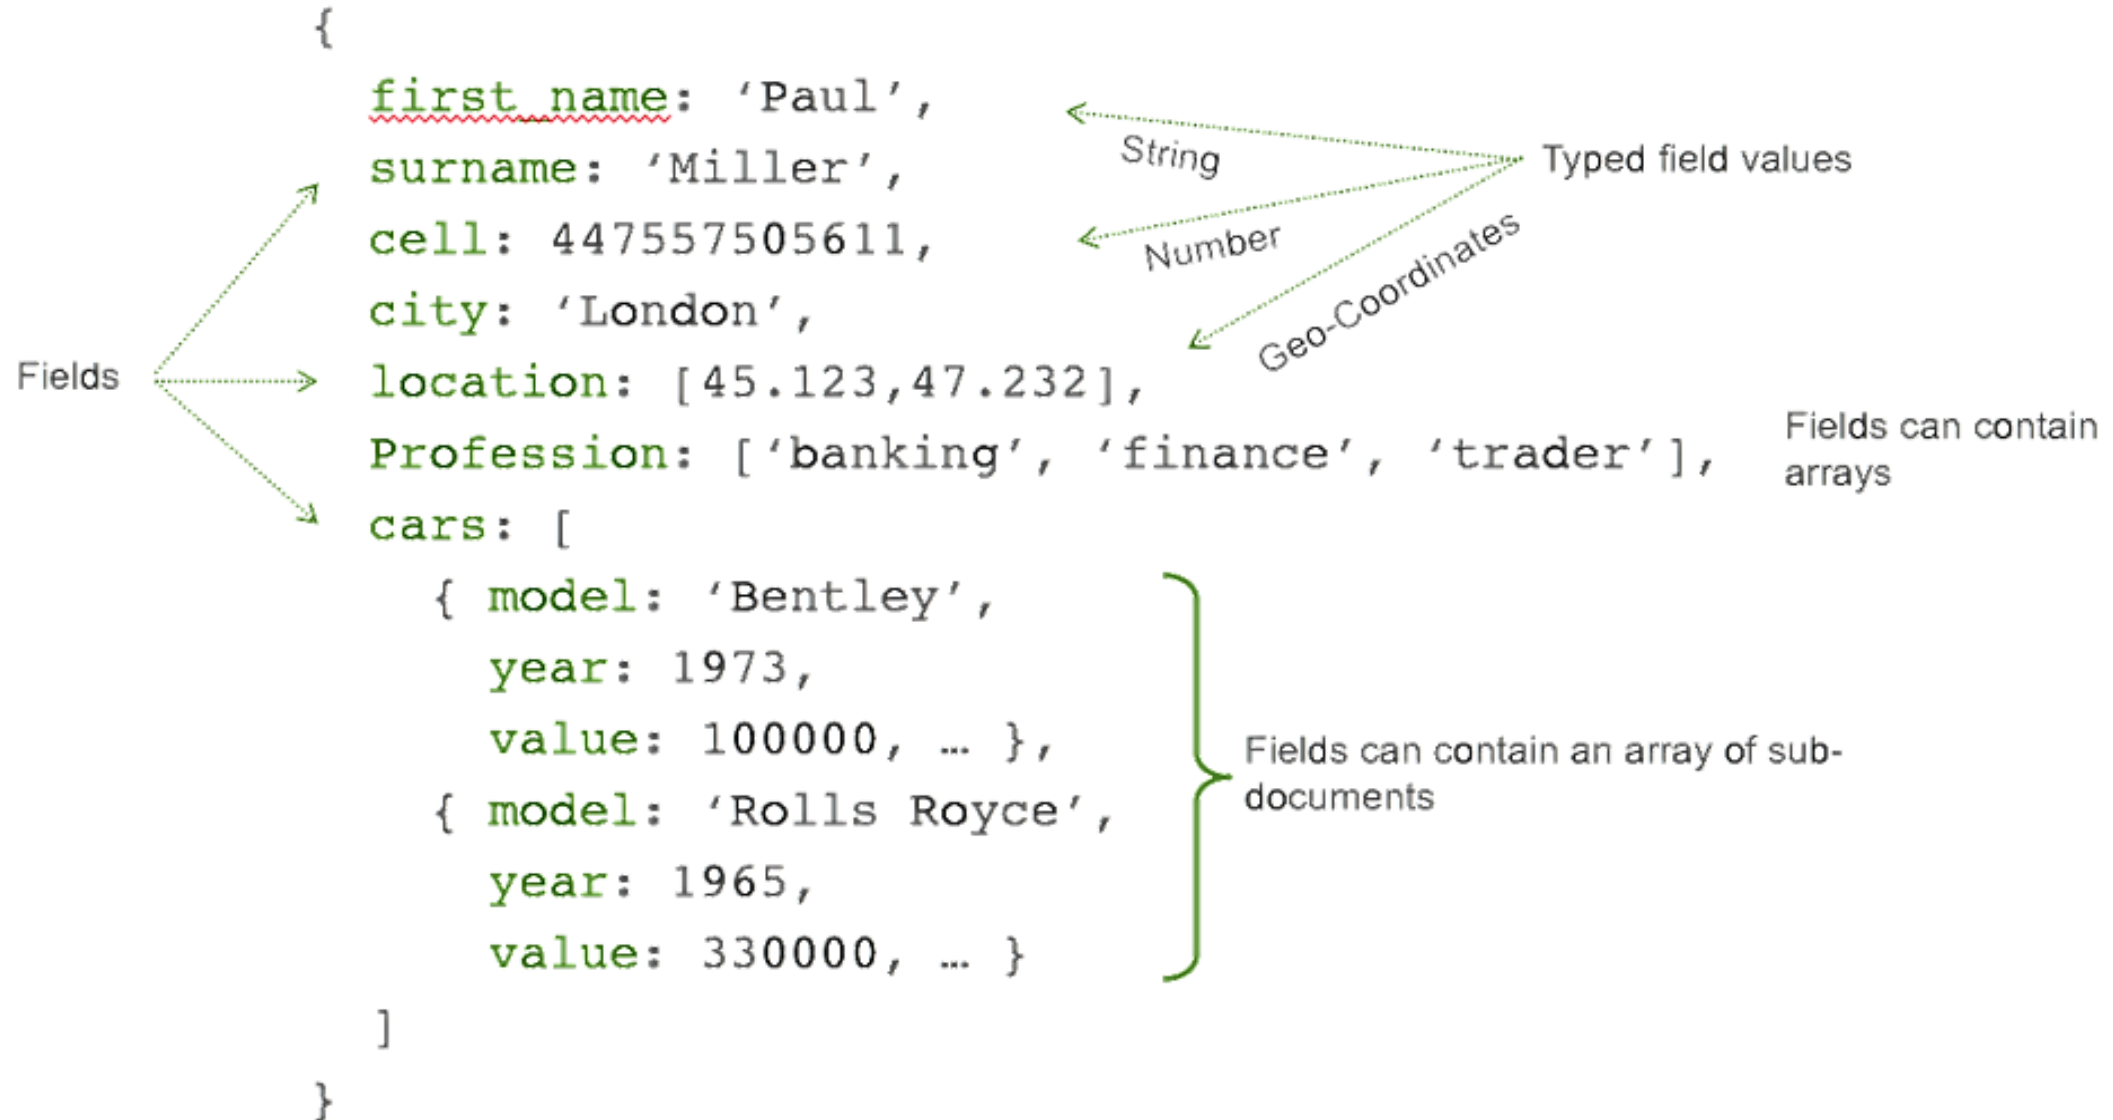 {
first_name: ‘Paul’,
surname: ‘Miller’,
cell: 447557505611,
city: ‘London’,
location: [45.123,47.232],
Profession: [‘banking’, ‘finance’, ‘trader’],
cars: [
{ model: ‘Bentley’,
year: 1973,
value: 100000, … },
{ model: ‘Rolls Royce’,
year: 1965,
value: 330000, … }
]
}
Fields
String
Number
Geo-Coordinates
Typed field values
Fields can contain
arrays
Fields can contain an array of sub-
documents